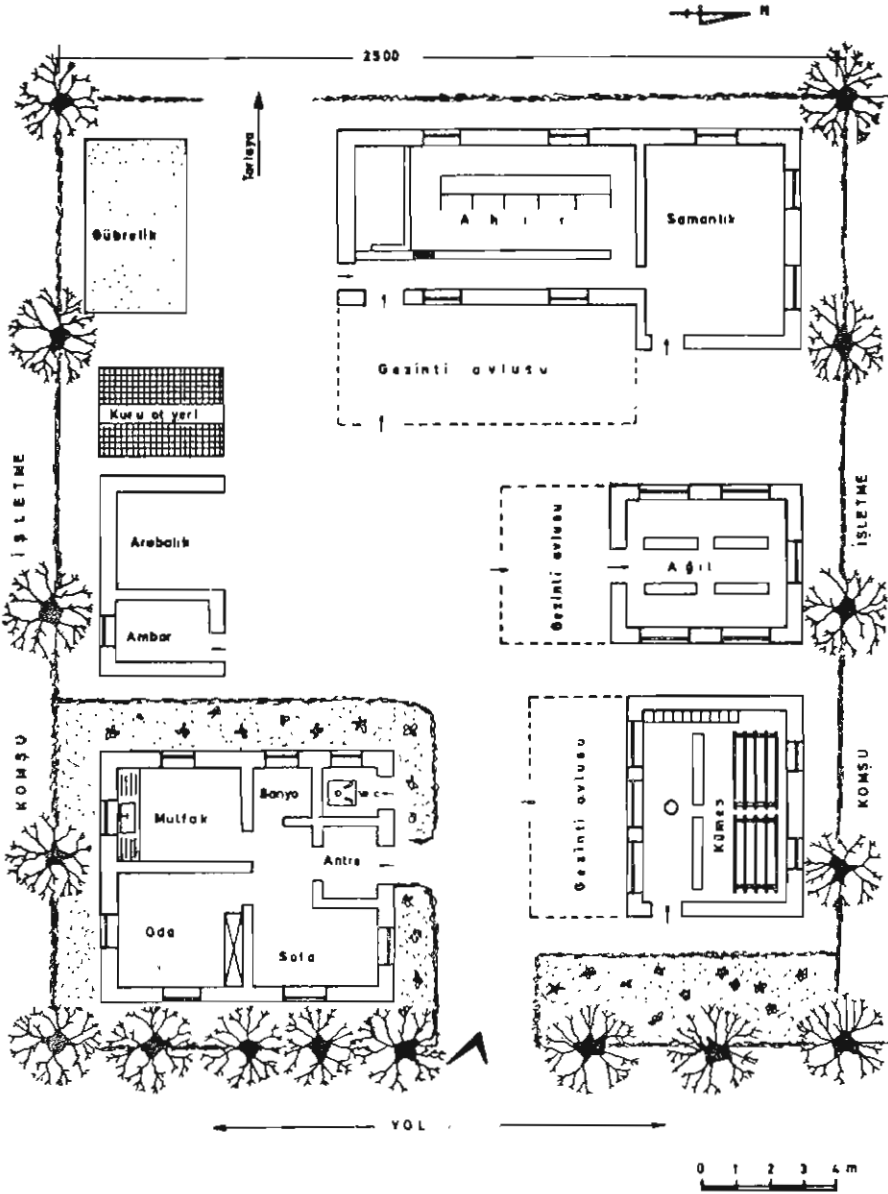 N
2500
Tarlaya
Gübrelik
Ahır
Samanlık
Gezinti avlusu
Kuru ot yeri
İŞLETME
İŞLETME
Arabalık
Gezinti avlusu
Ağıl
Ambar
KOMŞU
KOMŞU
Mutfak
Banyo
W C
Gezinti avlusu
Kümes
Antre
Oda
Sofa
YOL
0 1 2 3 4 m